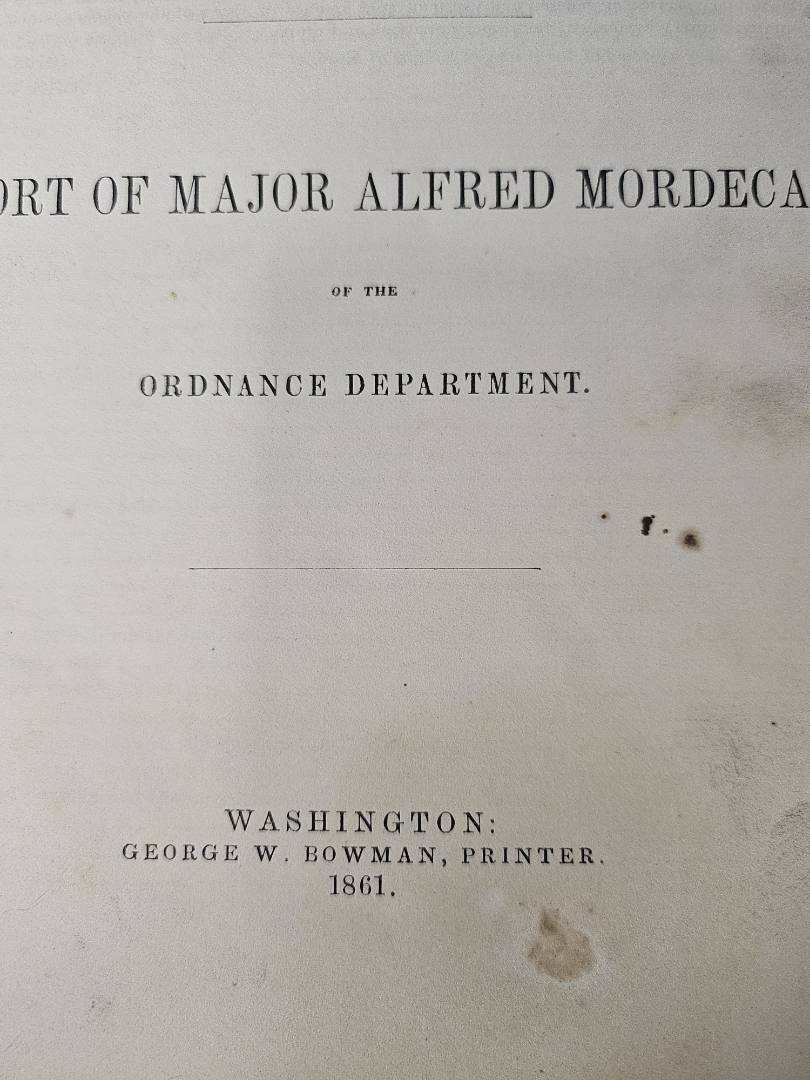 ORT OF MAJOR ALFRED MORDECA
OF THE
ORDNANCE DEPARTMENT.
WASHINGTON:
GEORGE W. BOWMAN, PRINTER.
1861.